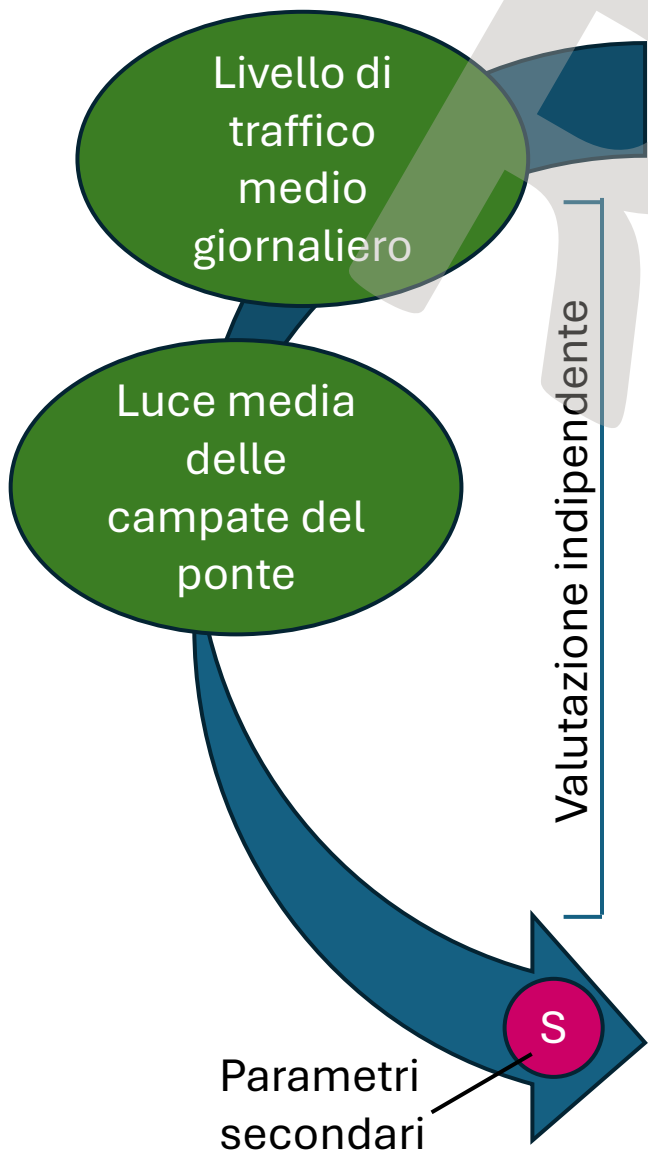 Livello di
traffico
medio
giornaliero
Luce media
delle
campate del
ponte
Valutazione indipendente
S
Parametri
secondari